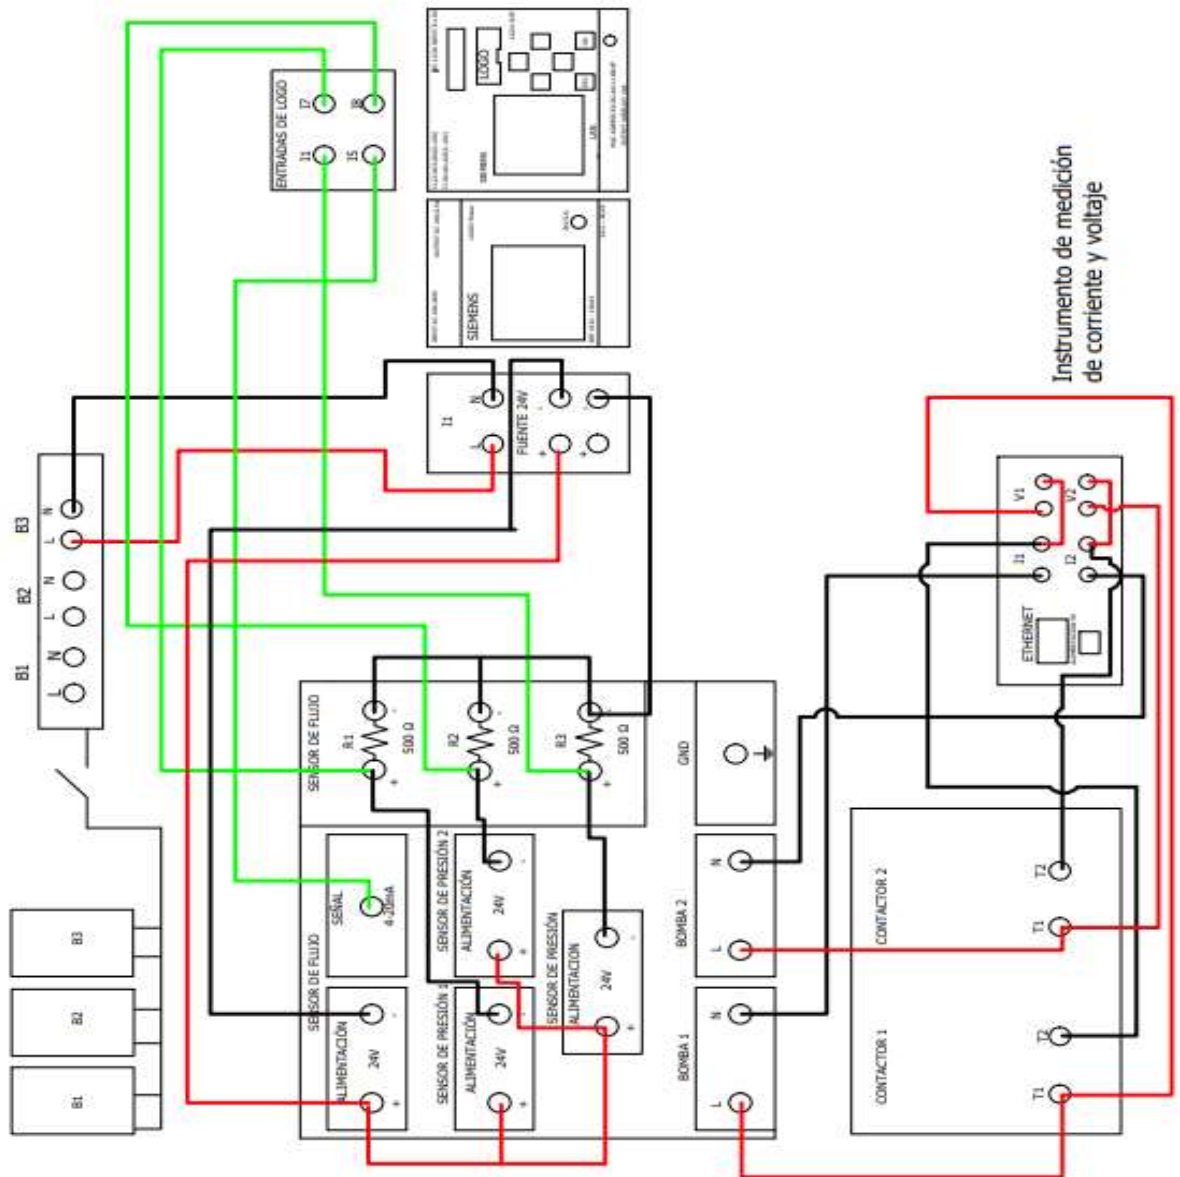 B1
B2
B3
L
N
L
N
L
N
B1
B2
B3
ENTRADAS DE LOGO
I1
I7
I5
I8
I1
L
N
FUENTE 24V
+
-
+
-
SIEMENS
SIEMENS
LOGO
SENSOR DE FLUJO
ALIMENTACIÓN
24V
+
-
SEÑAL
4-20mA
SENSOR DE FLUJO
R1
500 Ω
+
-
R2
500 Ω
+
-
R3
500 Ω
+
-
SENSOR DE PRESIÓN 1
ALIMENTACIÓN
24V
+
-
SENSOR DE PRESIÓN 2
ALIMENTACIÓN
24V
+
-
SENSOR DE PRESIÓN
ALIMENTACION
24V
+
-
BOMBA 1
L
N
BOMBA 2
L
N
GND
CONTACTOR 1
T1
T2
CONTACTOR 2
T1
T2
ETHERNET
I1
V1
I2
V2
Instrumento de medición
de corriente y voltaje